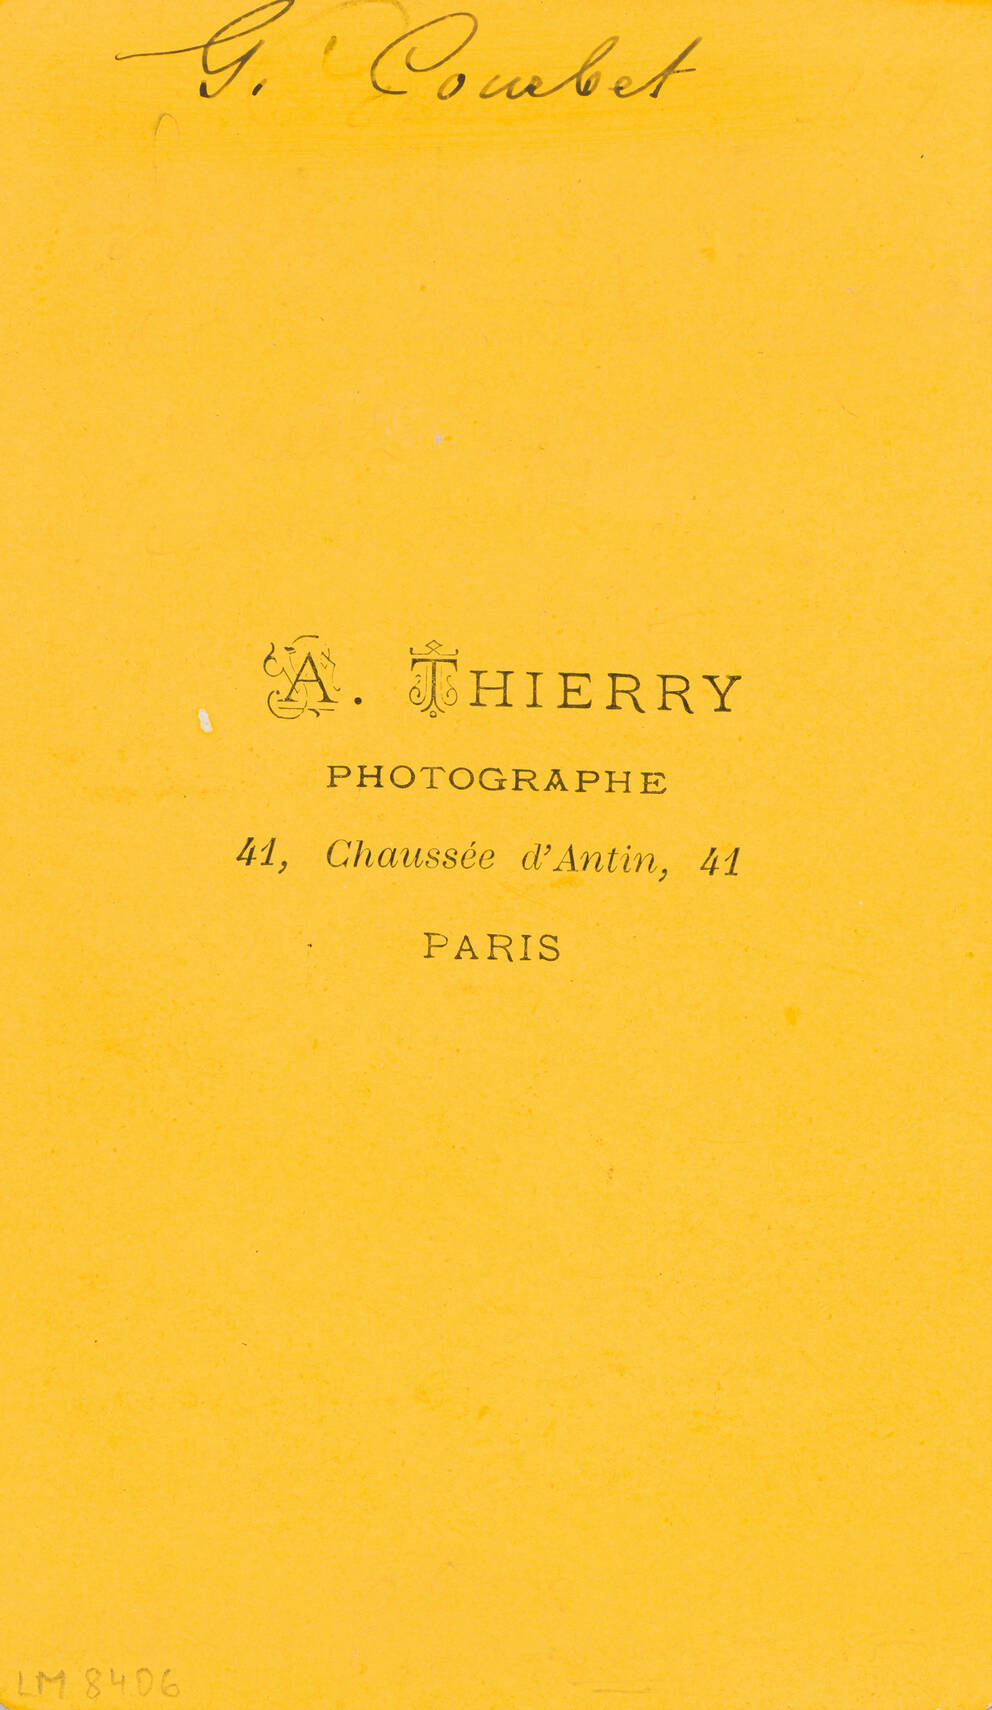 G. Courbet
A. THIERRY
PHOTOGRAPHE
41, Chaussée d'Antin, 41
PARIS
LM 8406